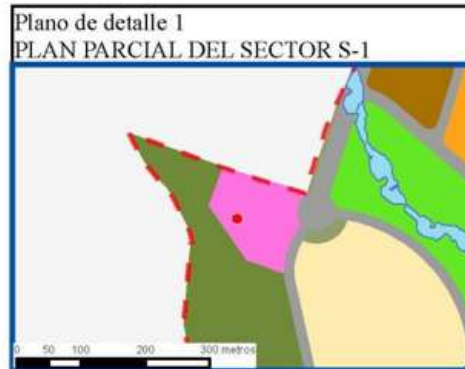 Plano de detalle 1
PLAN PARCIAL DEL SECTOR S-1
0 50 100 200 300 metros